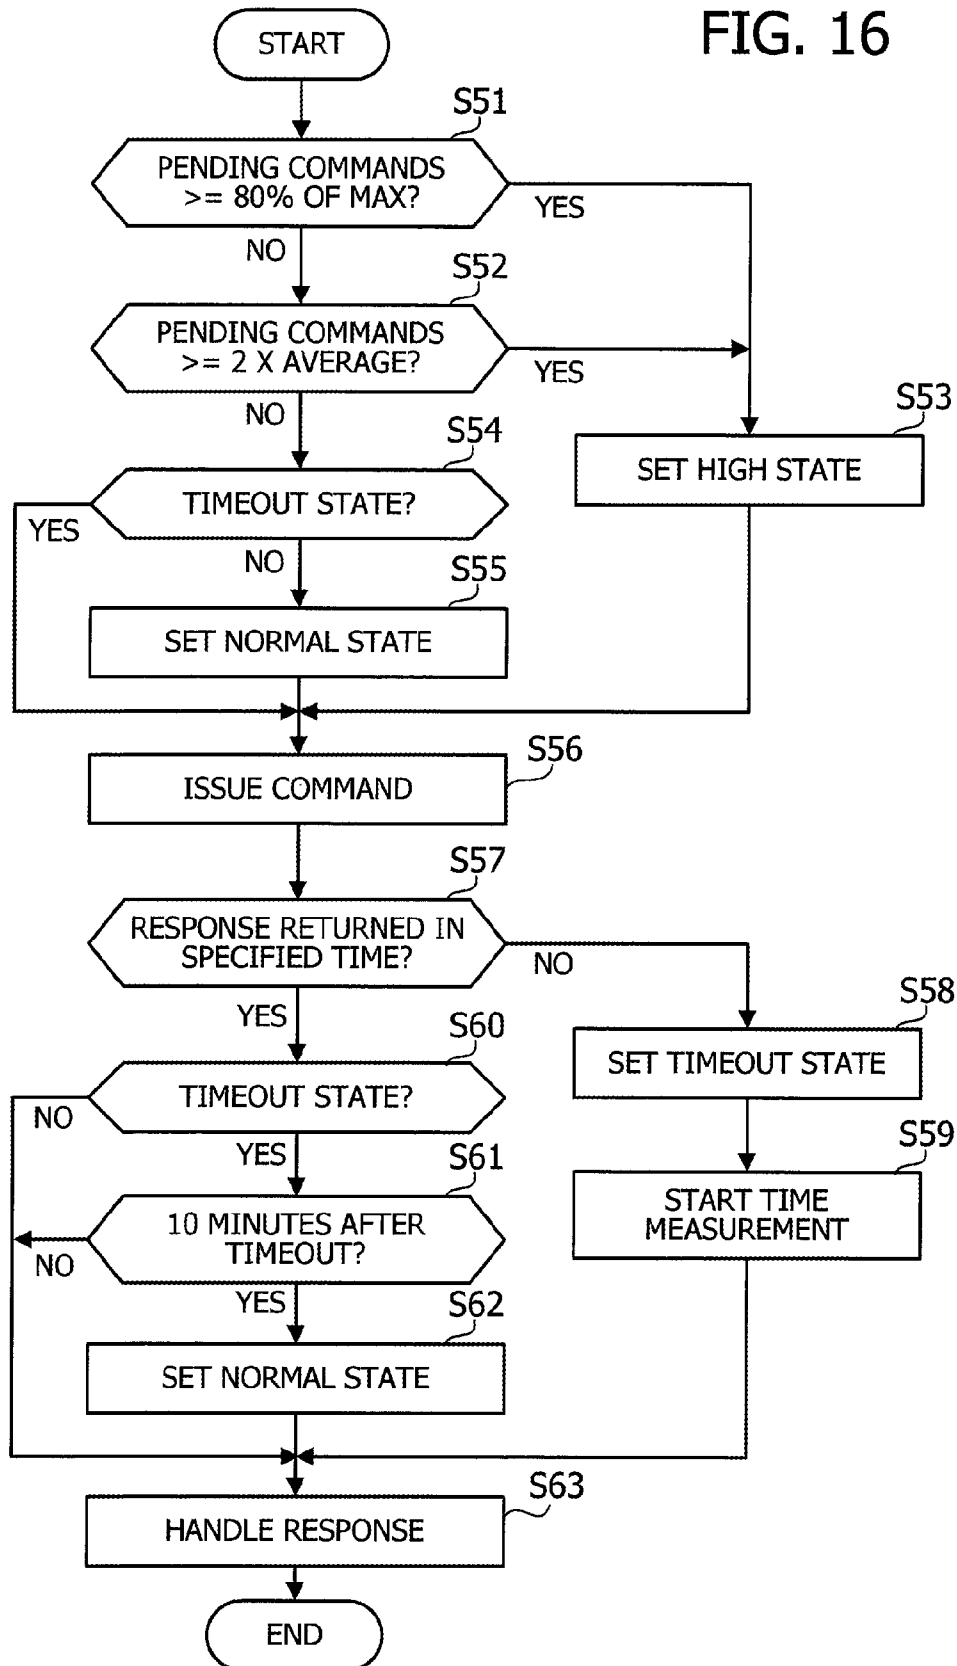 FIG. 16
START
S51
PENDING COMMANDS
>= 80% OF MAX?
YES
NO
S52
PENDING COMMANDS
>= 2 X AVERAGE?
YES
NO
S53
SET HIGH STATE
S54
TIMEOUT STATE?
YES
NO
S55
SET NORMAL STATE
S56
ISSUE COMMAND
S57
RESPONSE RETURNED IN
SPECIFIED TIME?
NO
YES
S58
SET TIMEOUT STATE
S59
START TIME
MEASUREMENT
S60
TIMEOUT STATE?
NO
YES
S61
10 MINUTES AFTER
TIMEOUT?
NO
YES
S62
SET NORMAL STATE
S63
HANDLE RESPONSE
END